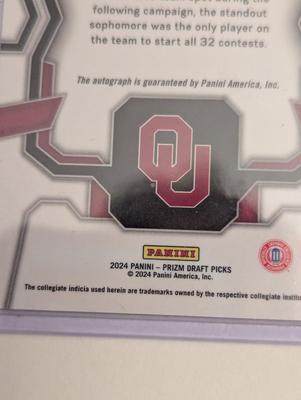 following campaign, the standout
sophomore was the only player on
the team to start all 32 contests.
The autograph is guaranteed by Panini America, Inc.
OU
PANINI
2024 PANINI – PRIZM DRAFT PICKS
© 2024 Panini America, Inc.
The collegiate indicia used herein are trademarks owned by the respective collegiate